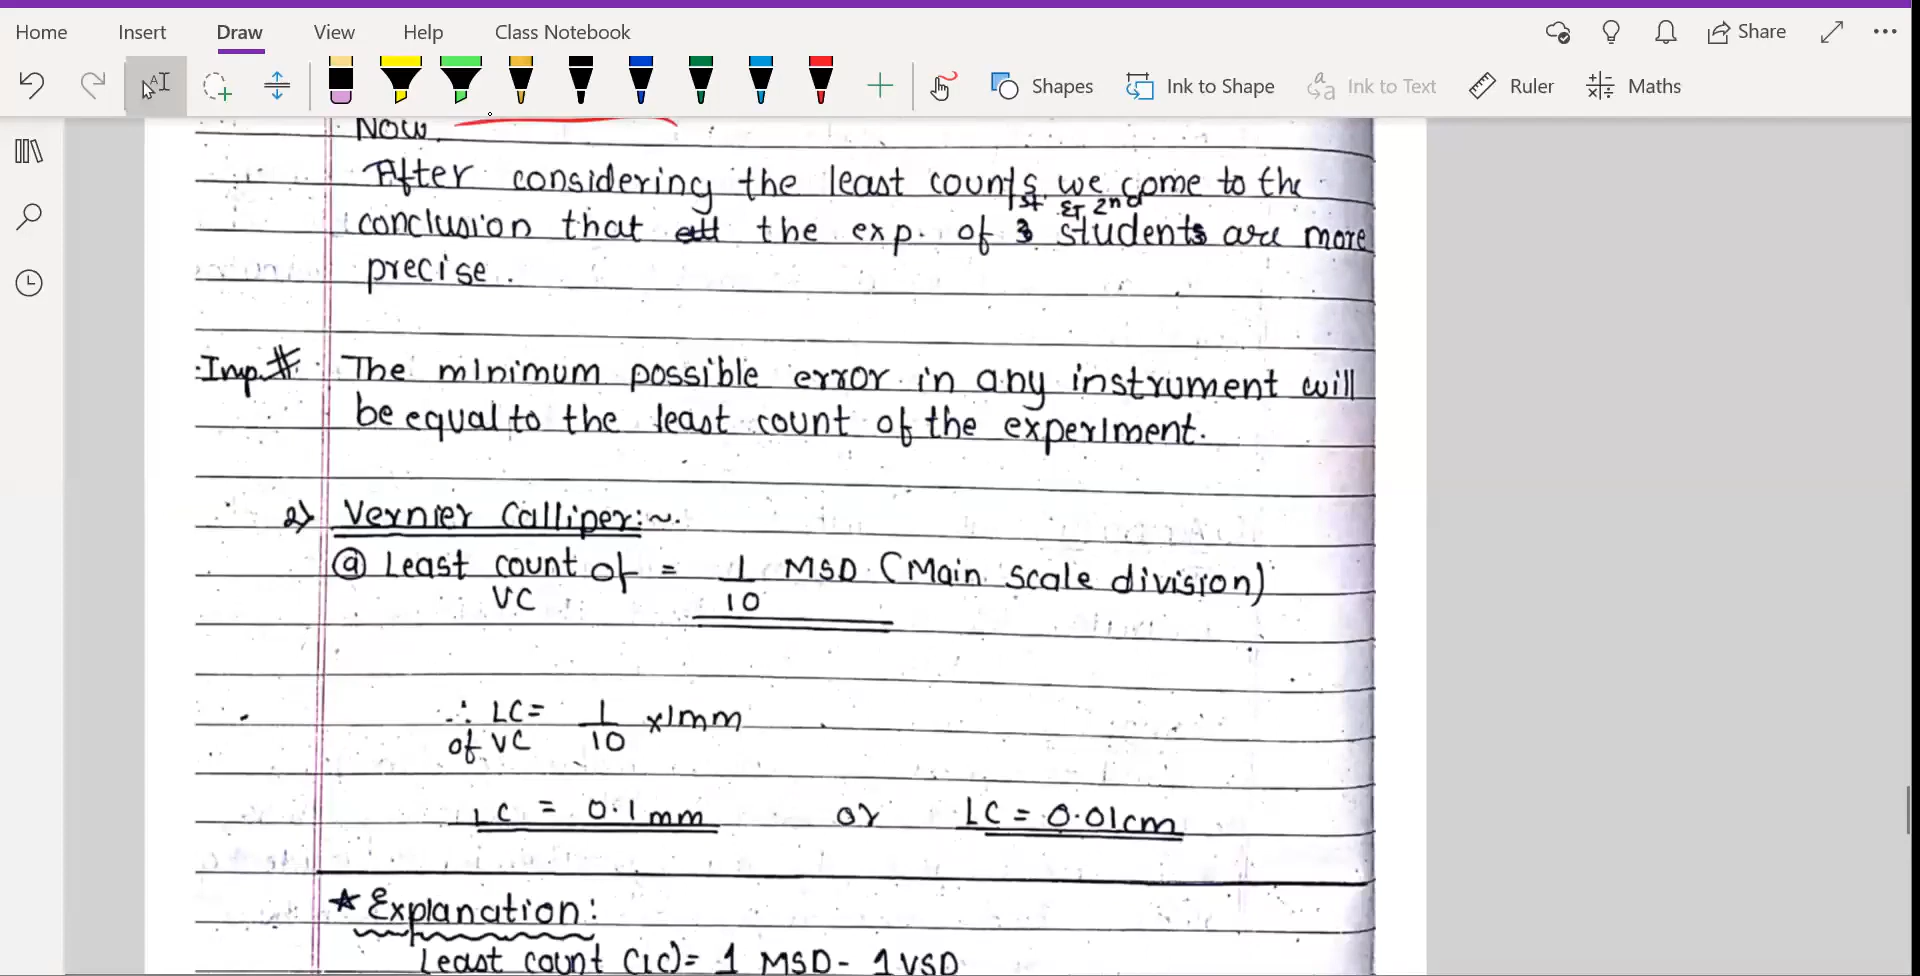 Home Insert Draw View Help Class Notebook Share
Shapes Ink to Shape Ink to Text Ruler Maths
Now,
After considering the least counts we come to the
1st & 2nd
conclusion that the exp. of 3 students are more
precise.
Imp.# The minimum possible error in any instrument will
be equal to the least count of the experiment.
2) Vernier Calliper:~
ⓐ Least count of = 1 MSD (Main scale division)
VC 10
∴ LC = 1 x1mm
of VC 10
LC = 0.1mm or LC = 0.01cm
★ Explanation:
Least count (LC) = 1 MSD - 1 VSD